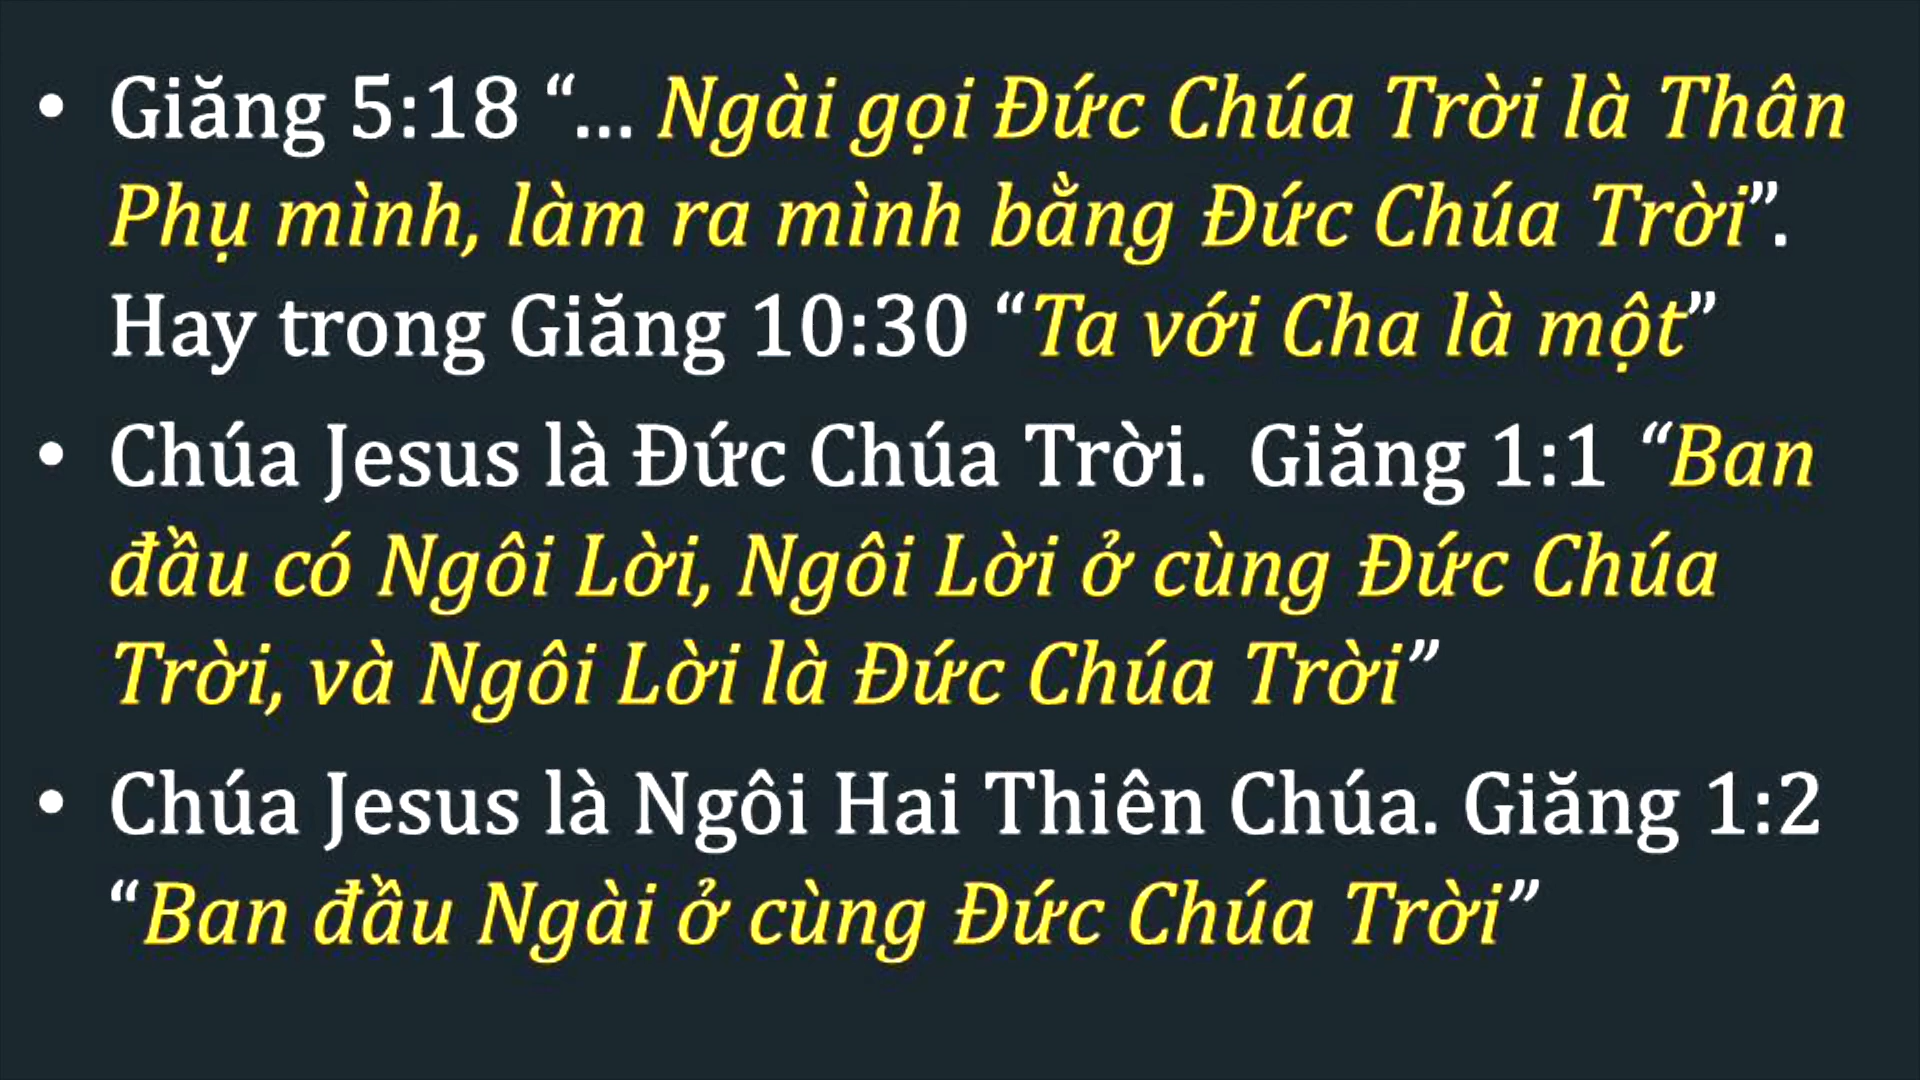 • Giăng 5:18 “... Ngài gọi Đức Chúa Trời là Thân
Phụ mình, làm ra mình bằng Đức Chúa Trời”.
Hay trong Giăng 10:30 “Ta với Cha là một”
• Chúa Jesus là Đức Chúa Trời.  Giăng 1:1 “Ban
đầu có Ngôi Lời, Ngôi Lời ở cùng Đức Chúa
Trời, và Ngôi Lời là Đức Chúa Trời”
• Chúa Jesus là Ngôi Hai Thiên Chúa. Giăng 1:2
“Ban đầu Ngài ở cùng Đức Chúa Trời”